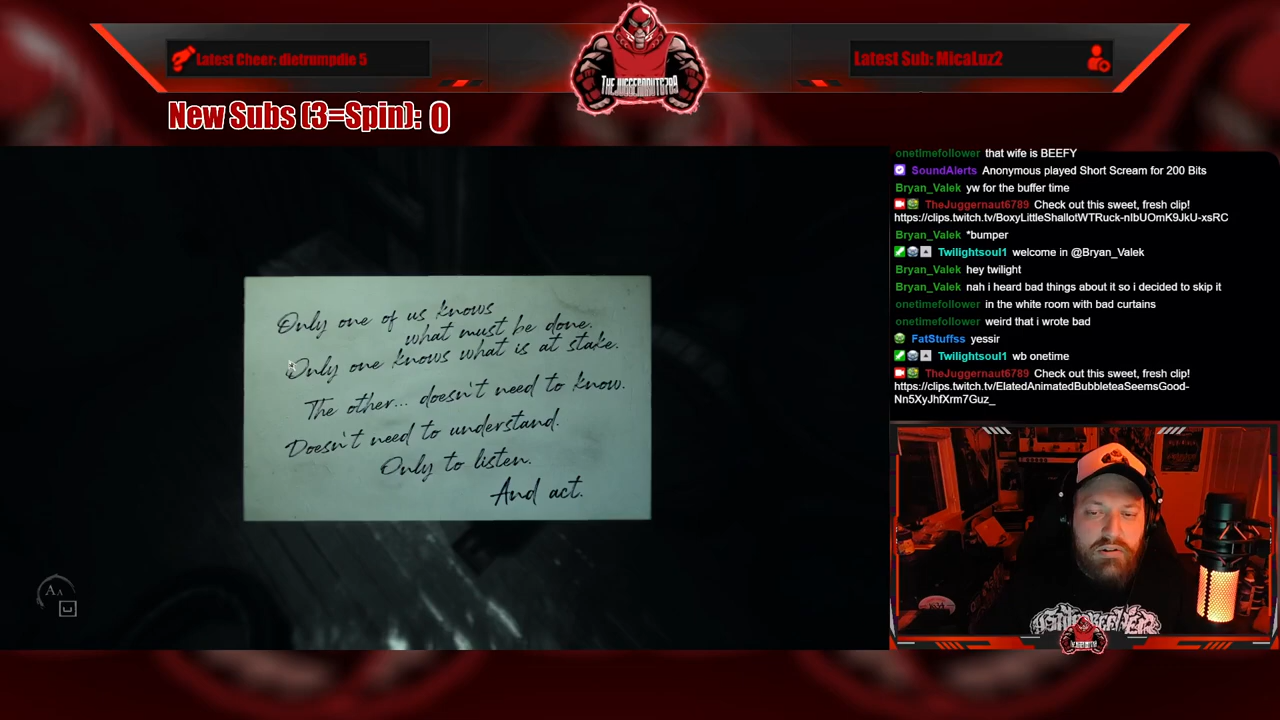 Latest Cheer: dietrumpdie 5
THEJUGGERNAUT6789
Latest Sub: MicaLuz2
New Subs (3=Spin): 0
Only one of us knows
what must be done.
Only one knows what is at stake.
The other... doesn't need to know.
Doesn't need to understand.
Only to listen.
And act.
AA
onetimefollower that wife is BEEFY
SoundAlerts Anonymous played Short Scream for 200 Bits
Bryan_Valek yw for the buffer time
TheJuggernaut6789 Check out this sweet, fresh clip!
https://clips.twitch.tv/BoxyLittleShallotWTRuck-nlbUOmK9JkU-xsRC
Bryan_Valek *bumper
Twilightsoul1 welcome in @Bryan_Valek
Bryan_Valek hey twilight
Bryan_Valek nah i heard bad things about it so i decided to skip it
onetimefollower in the white room with bad curtains
onetimefollower weird that i wrote bad
FatStuffss yessir
Twilightsoul1 wb onetime
TheJuggernaut6789 Check out this sweet, fresh clip!
https://clips.twitch.tv/ElatedAnimatedBubbleteaSeemsGood-
Nn5XyJhfXrm7Guz_